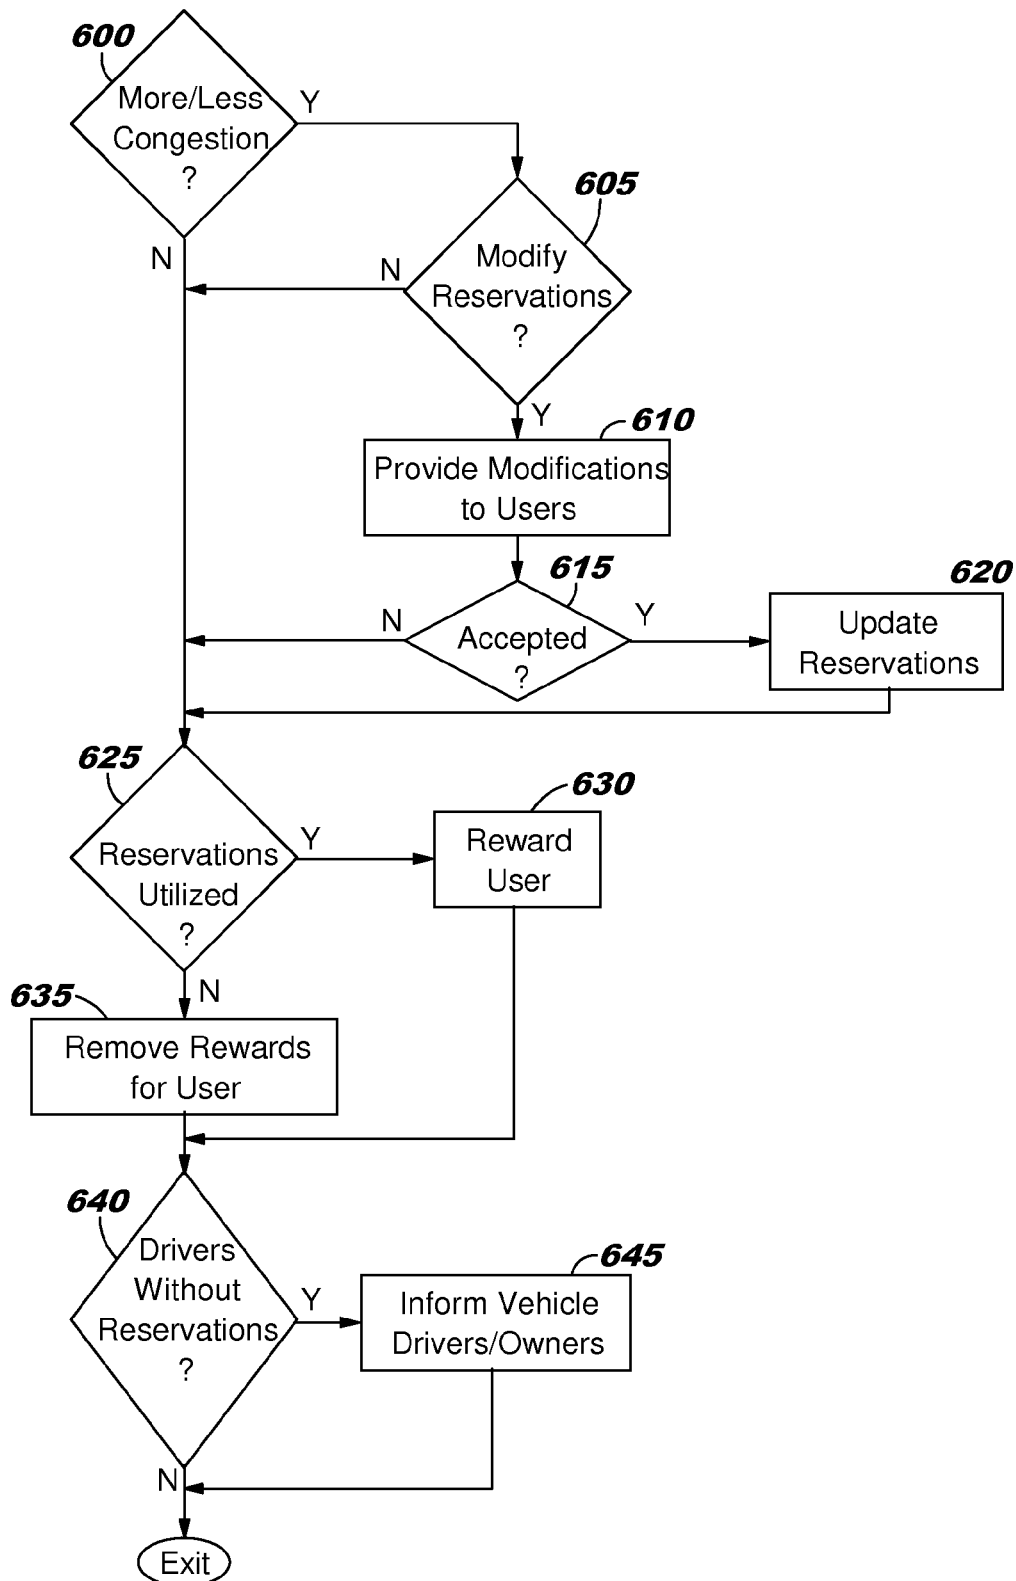 600
More/Less
Congestion
?
Y
N
605
Modify
Reservations
?
N
Y
610
Provide Modifications
to Users
615
Accepted
?
N
Y
620
Update
Reservations
625
Reservations
Utilized
?
Y
N
630
Reward
User
635
Remove Rewards
for User
640
Drivers
Without
Reservations
?
Y
N
645
Inform Vehicle
Drivers/Owners
Exit